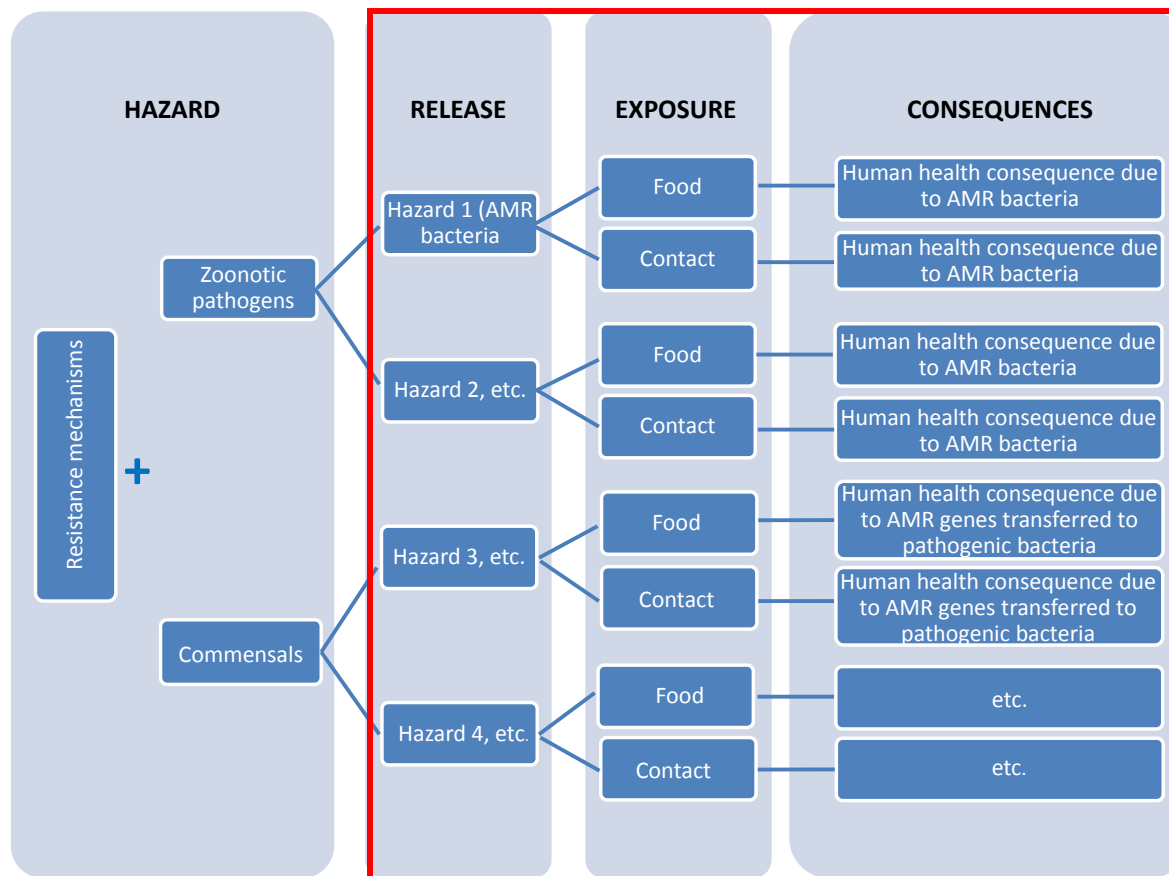 HAZARD
RELEASE
EXPOSURE
CONSEQUENCES
Resistance mechanisms
+
Zoonotic
pathogens
Commensals
Hazard 1 (AMR
bacteria
Hazard 2, etc.
Hazard 3, etc.
Hazard 4, etc.
Food
Contact
Food
Contact
Food
Contact
Food
Contact
Human health consequence due
to AMR bacteria
Human health consequence due
to AMR bacteria
Human health consequence due
to AMR bacteria
Human health consequence due
to AMR bacteria
Human health consequence due
to AMR genes transferred to
pathogenic bacteria
Human health consequence due
to AMR genes transferred to
pathogenic bacteria
etc.
etc.